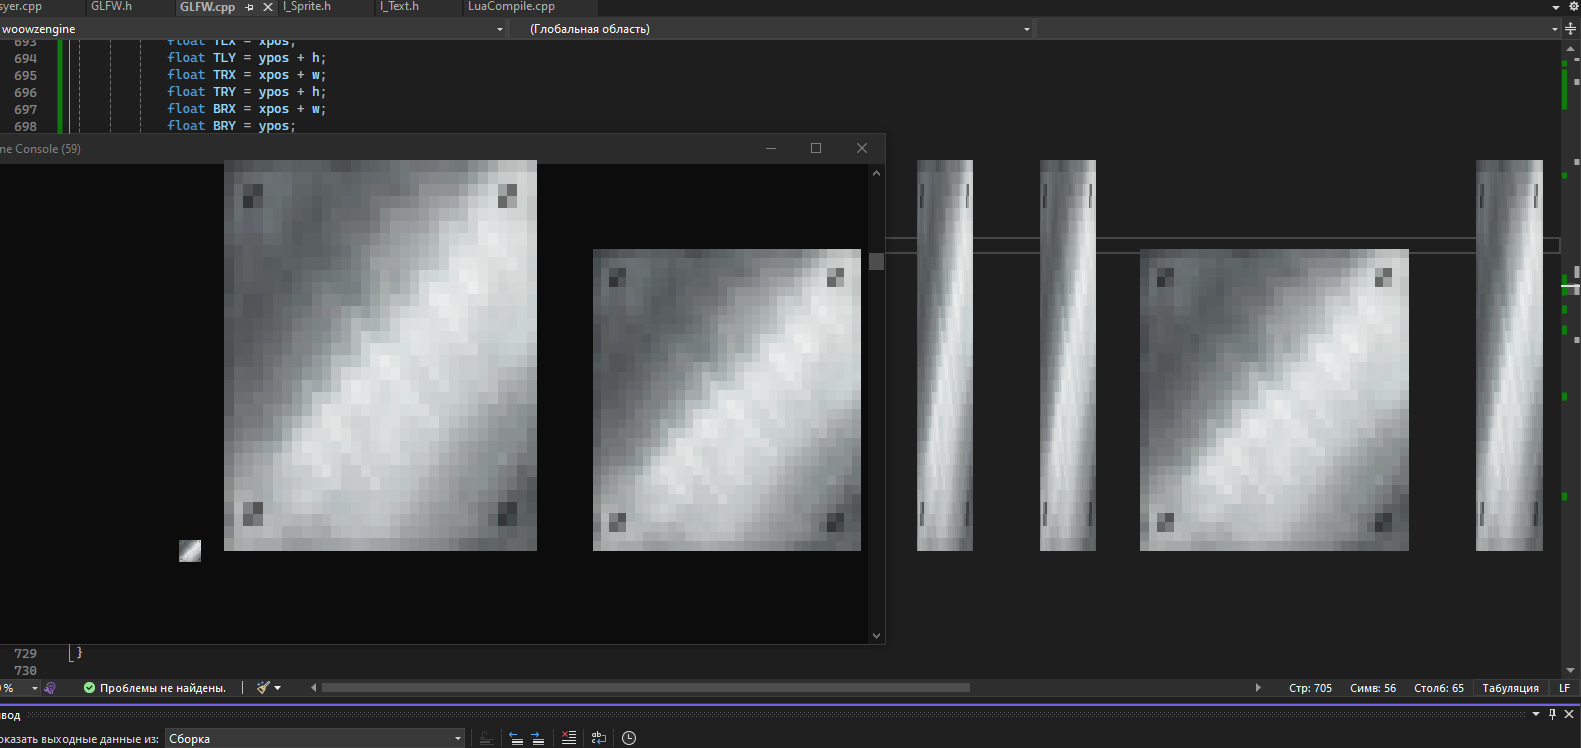 syer.cpp GLFW.h GLFW.cpp I_Sprite.h I_Text.h LuaCompile.cpp
woowzengine (Глобальная область)
693 float TLX = xpos;
694 float TLY = ypos + h;
695 float TRX = xpos + w;
696 float TRY = ypos + h;
697 float BRX = xpos + w;
698 float BRY = ypos;
ne Console (59)
729 }
730
% Проблемы не найдены. Стр: 705 Симв: 56 Столб: 65 Табуляция LF
вод
оказать выходные данные из: Сборка